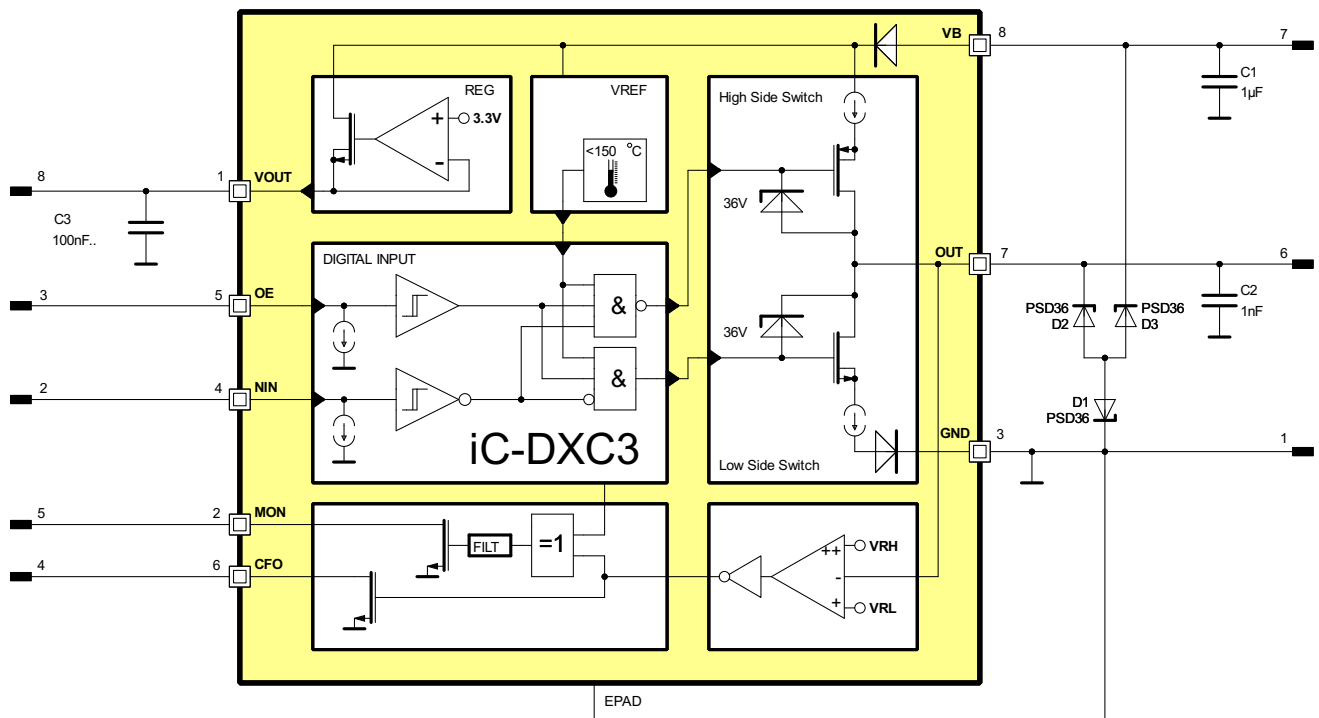 VB
8
7
REG
VREF
High Side Switch
C1
1µF
+
3.3V
-
<150 °C
8
1
VOUT
36V
C3
100nF..
DIGITAL INPUT
OUT
7
6
3
5
OE
&
PSD36
D2
PSD36
D3
C2
1nF
36V
2
4
NIN
&
D1
PSD36
iC-DXC3
GND
3
1
Low Side Switch
5
2
MON
FILT
=1
++
VRH
-
+
VRL
4
6
CFO
EPAD